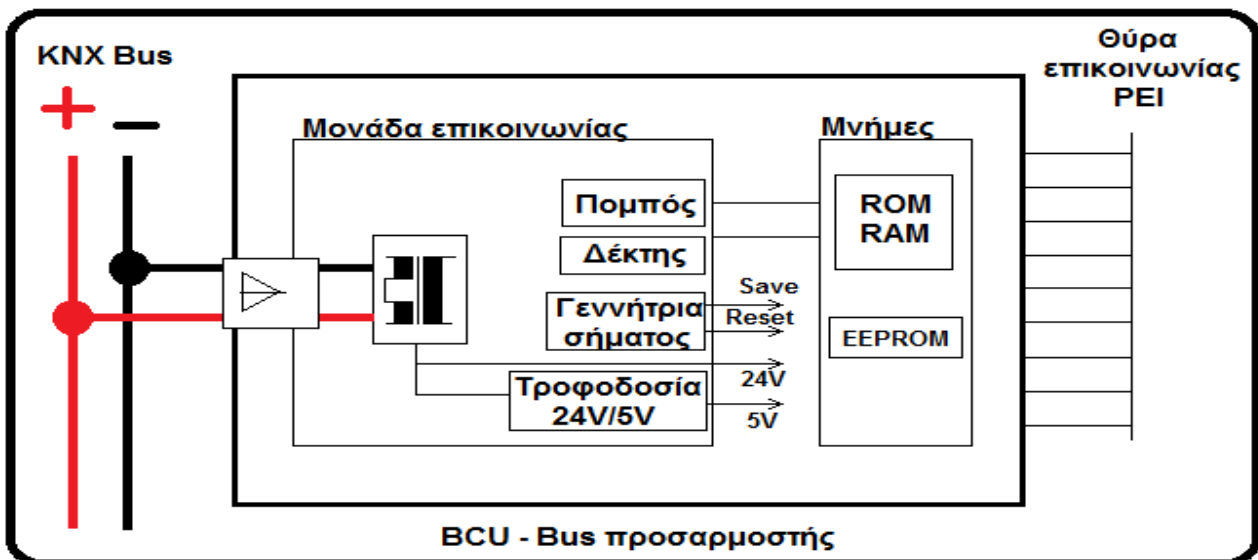 KNX Bus
+
−
Θύρα
επικοινωνίας
PEI
Μονάδα επικοινωνίας
Μνήμες
Πομπός
Δέκτης
Γεννήτρια
σήματος
Save
Reset
24V
Τροφοδοσία
24V/5V
5V
ROM
RAM
EEPROM
BCU - Bus προσαρμοστής